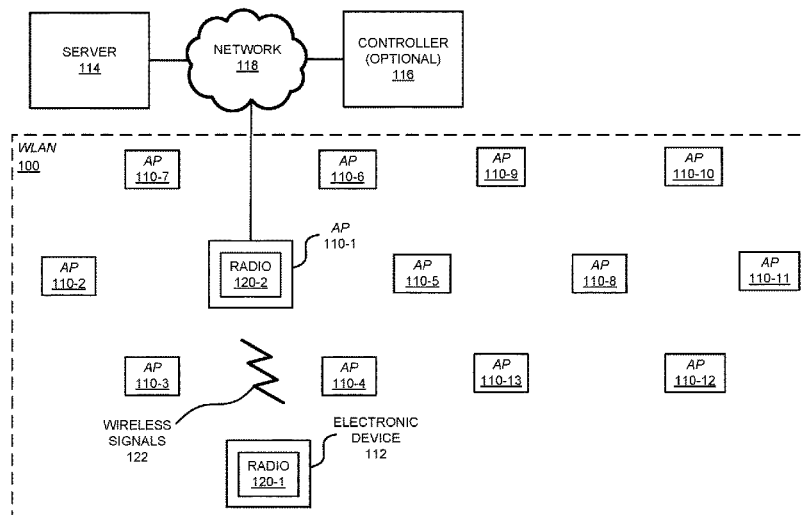 SERVER
114
NETWORK
118
CONTROLLER
(OPTIONAL)
116
WLAN
100
AP
110-7
AP
110-6
AP
110-9
AP
110-10
AP
110-1
AP
110-2
RADIO
120-2
AP
110-5
AP
110-8
AP
110-11
AP
110-3
AP
110-4
AP
110-13
AP
110-12
WIRELESS
SIGNALS
122
ELECTRONIC
DEVICE
112
RADIO
120-1